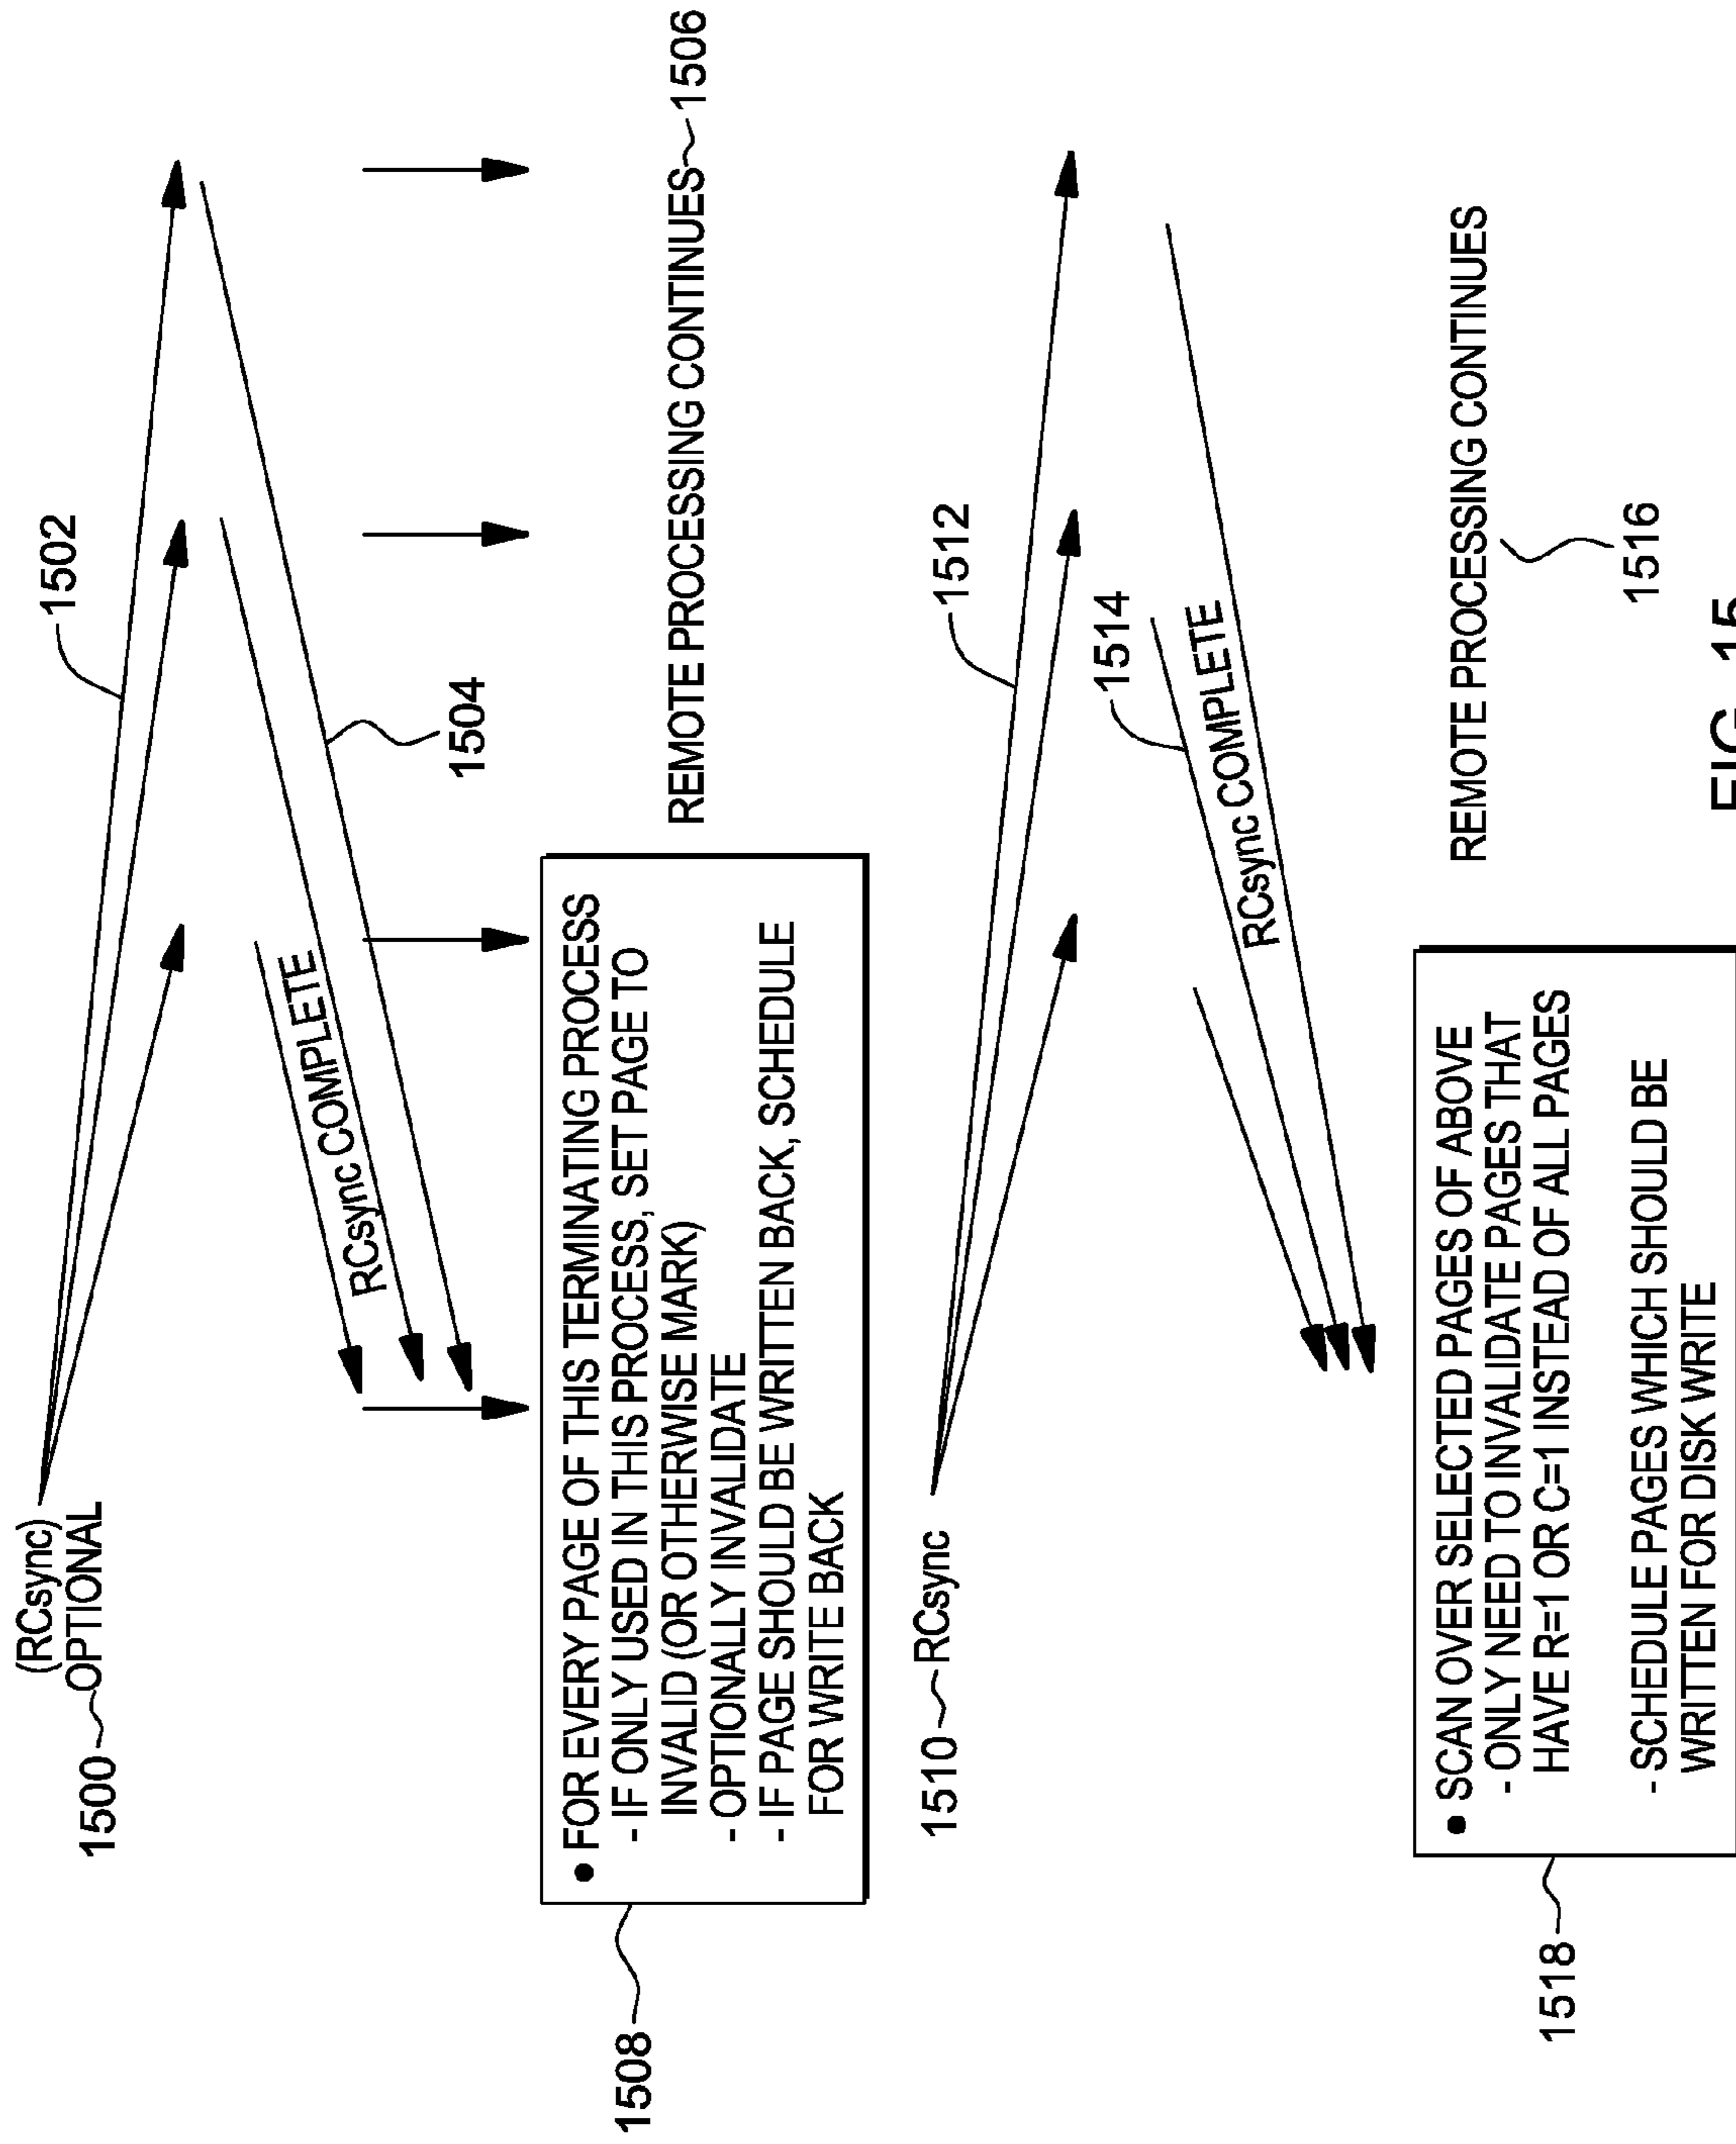 (RCsync)
1500 OPTIONAL
1502
RCsync COMPLETE
1504
• FOR EVERY PAGE OF THIS TERMINATING PROCESS
- IF ONLY USED IN THIS PROCESS, SET PAGE TO
INVALID (OR OTHERWISE MARK)
- OPTIONALLY INVALIDATE
- IF PAGE SHOULD BE WRITTEN BACK, SCHEDULE
FOR WRITE BACK
1508
REMOTE PROCESSING CONTINUES 1506
1510 RCsync
1512
1514
RCsync COMPLETE
• SCAN OVER SELECTED PAGES OF ABOVE
- ONLY NEED TO INVALIDATE PAGES THAT
HAVE R=1 OR C=1 INSTEAD OF ALL PAGES
- SCHEDULE PAGES WHICH SHOULD BE
WRITTEN FOR DISK WRITE
1518
REMOTE PROCESSING CONTINUES
1516
FIG. 15